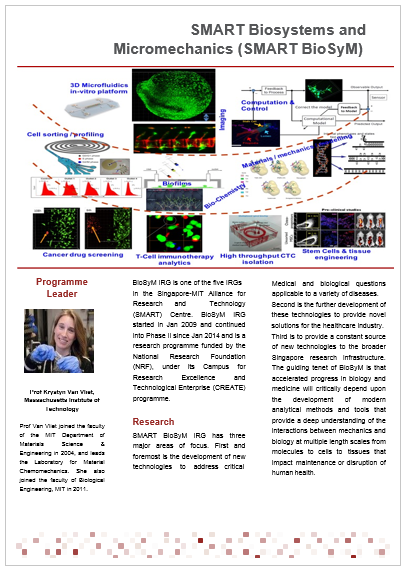 SMART Biosystems and
Micromechanics (SMART BioSyM)
3D Microfluidics
in-vitro platform
Imaging
Computation &
Control
Cell sorting / profiling
Materials / mechanics modelling
Biofilms
Bio-Chemistry
Pre-clinical studies
Cancer drug screening
T-Cell immunotherapy
analytics
High throughput CTC
isolation
Stem Cells & tissue
engineering
Programme
Leader
Prof Krystyn Van Vliet,
Massachusetts Institute of
Technology
Prof Van Vliet joined the faculty
of the MIT Department of
Materials Science &
Engineering in 2004, and leads
the Laboratory for Material
Chemomechanics. She also
joined the faculty of Biological
Engineering, MIT in 2011.
BioSyM IRG is one of the five IRGs
in the Singapore-MIT Alliance for
Research and Technology
(SMART) Centre. BioSyM IRG
started in Jan 2009 and continued
into Phase II since Jan 2014 and is a
research programme funded by the
National Research Foundation
(NRF), under its Campus for
Research Excellence and
Technological Enterprise (CREATE)
programme.
Research
SMART BioSyM IRG has three
major areas of focus. First and
foremost is the development of new
technologies to address critical
Medical and biological questions
applicable to a variety of diseases.
Second is the further development of
these technologies to provide novel
solutions for the healthcare industry.
Third is to provide a constant source
of new technologies to the broader
Singapore research infrastructure.
The guiding tenet of BioSyM is that
accelerated progress in biology and
medicine will critically depend upon
the development of modern
analytical methods and tools that
provide a deep understanding of the
interactions between mechanics and
biology at multiple length scales from
molecules to cells to tissues that
impact maintenance or disruption of
human health.